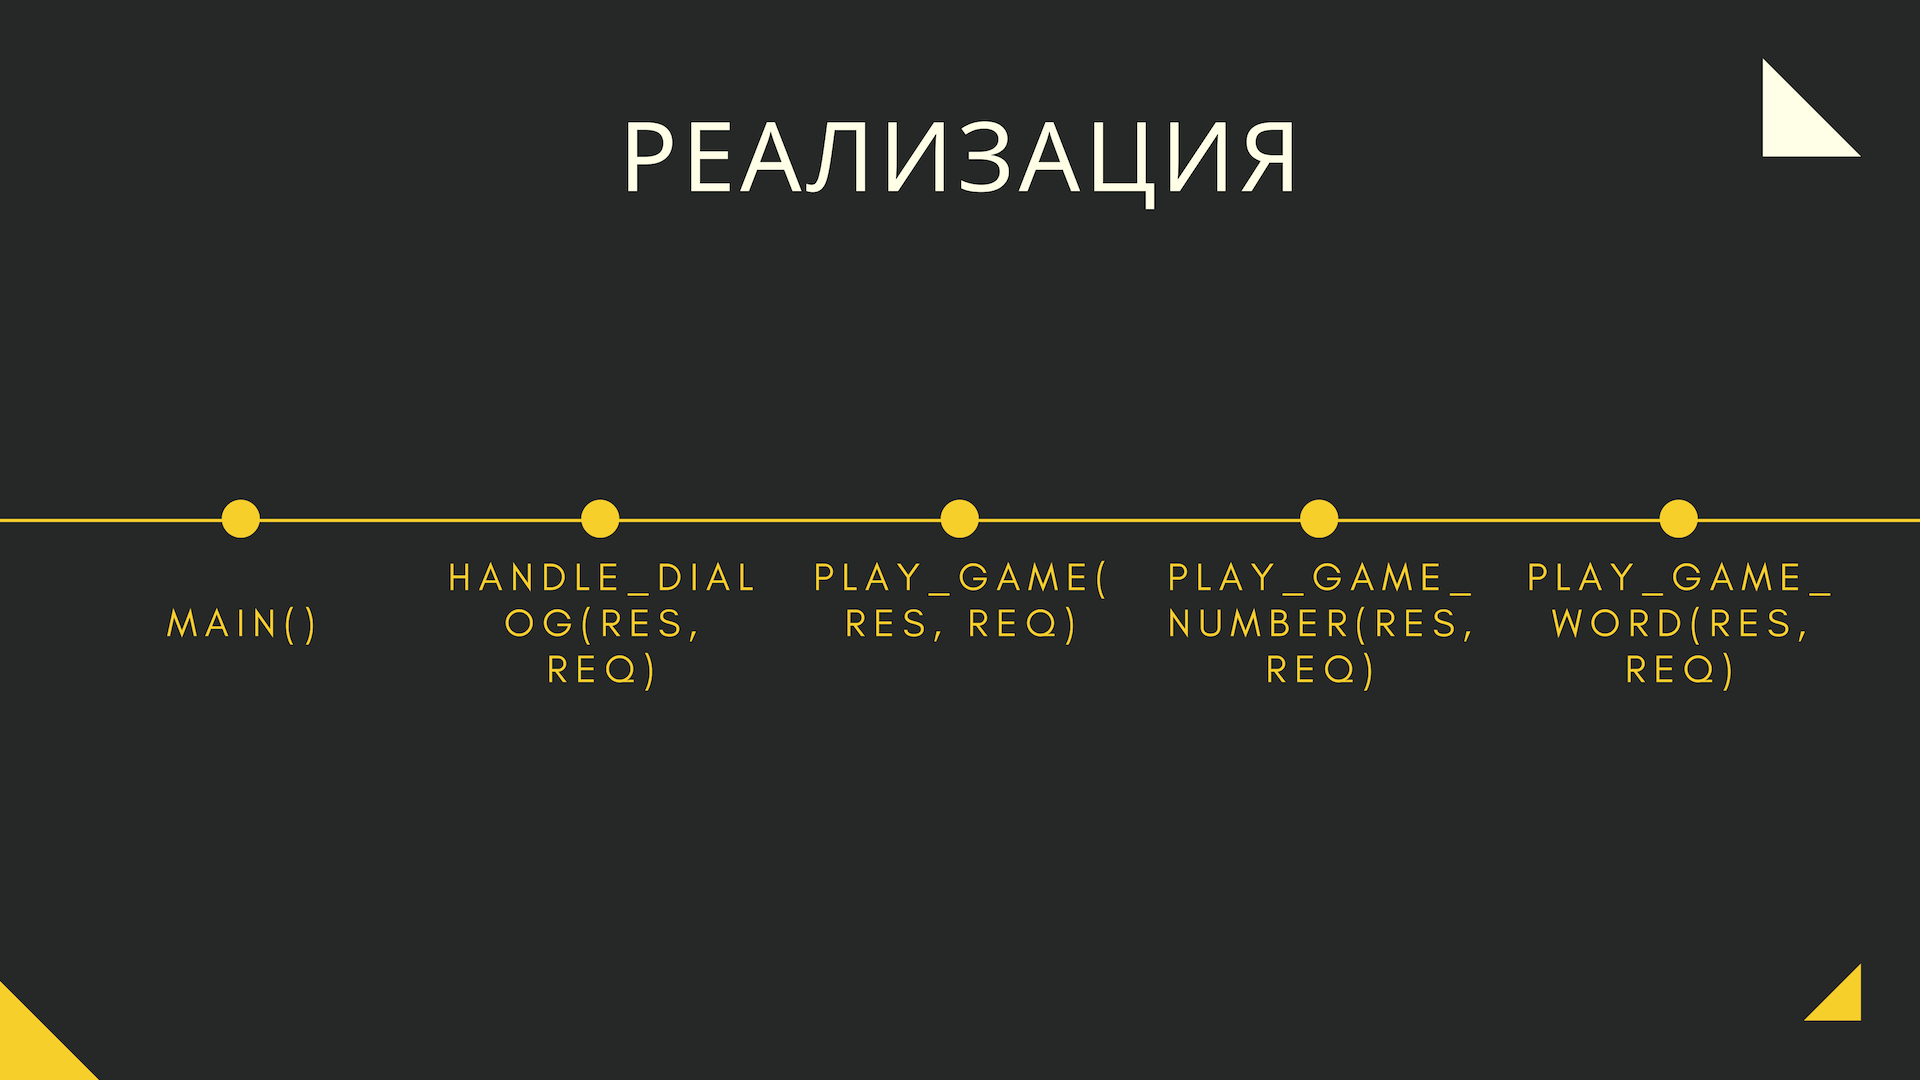 РЕАЛИЗАЦИЯ
MAIN()
HANDLE_DIAL
OG(RES,
REQ)
PLAY_GAME(
RES, REQ)
PLAY_GAME_
NUMBER(RES,
REQ)
PLAY_GAME_
WORD(RES,
REQ)